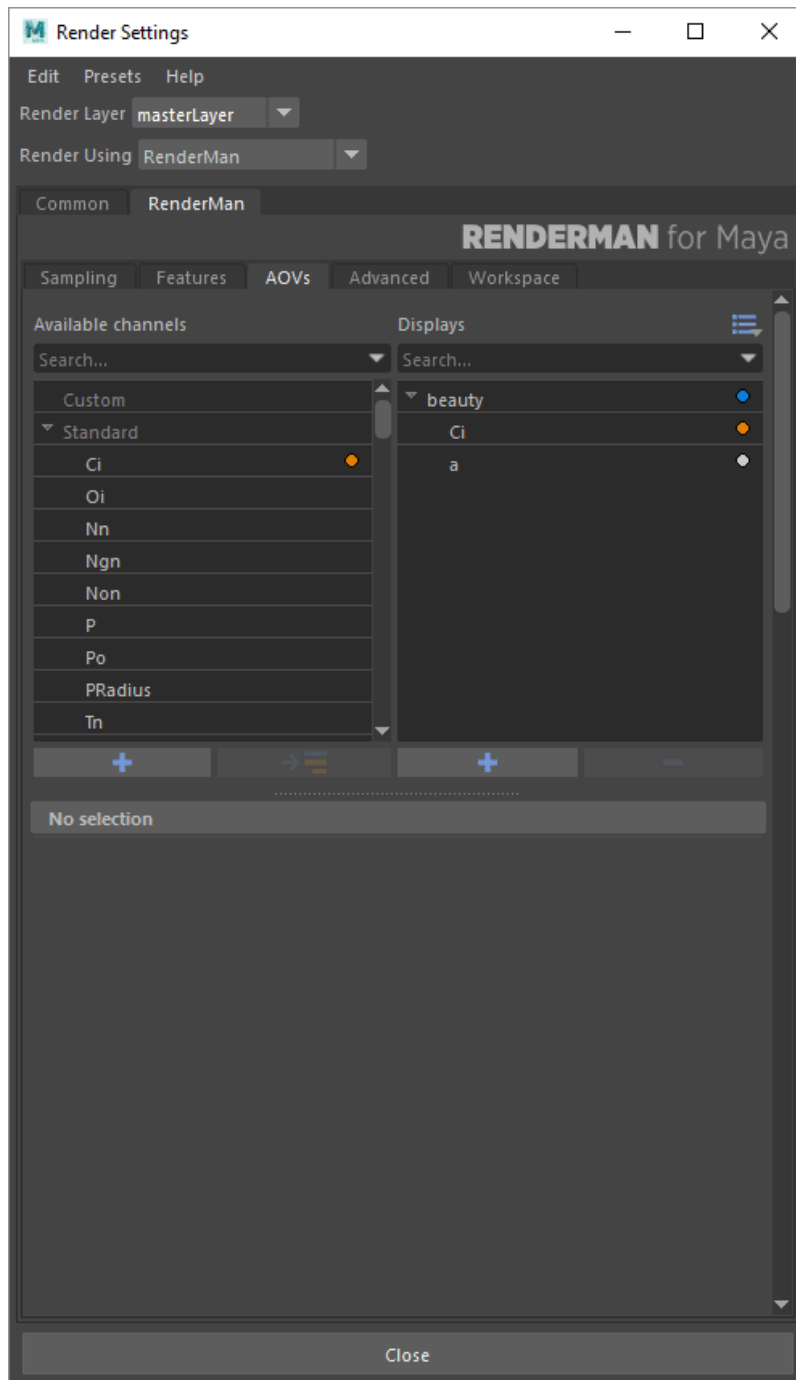 Render Settings
Edit Presets Help
Render Layer masterLayer
Render Using RenderMan
Common RenderMan
RENDERMAN for Maya
Sampling Features AOVs Advanced Workspace
Available channels Displays
Search... Search...
Custom beauty
Standard Ci
Ci a
Oi
Nn
Ngn
Non
P
Po
PRadius
Tn
No selection
Close